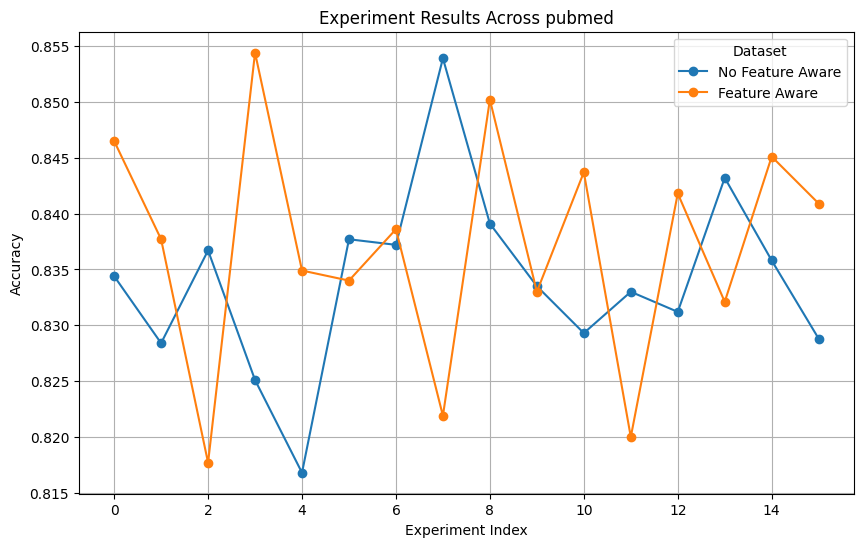 Experiment Results Across pubmed
Dataset
No Feature Aware
Feature Aware
Accuracy
0.855
0.850
0.845
0.840
0.835
0.830
0.825
0.820
0.815
0 2 4 6 8 10 12 14
Experiment Index